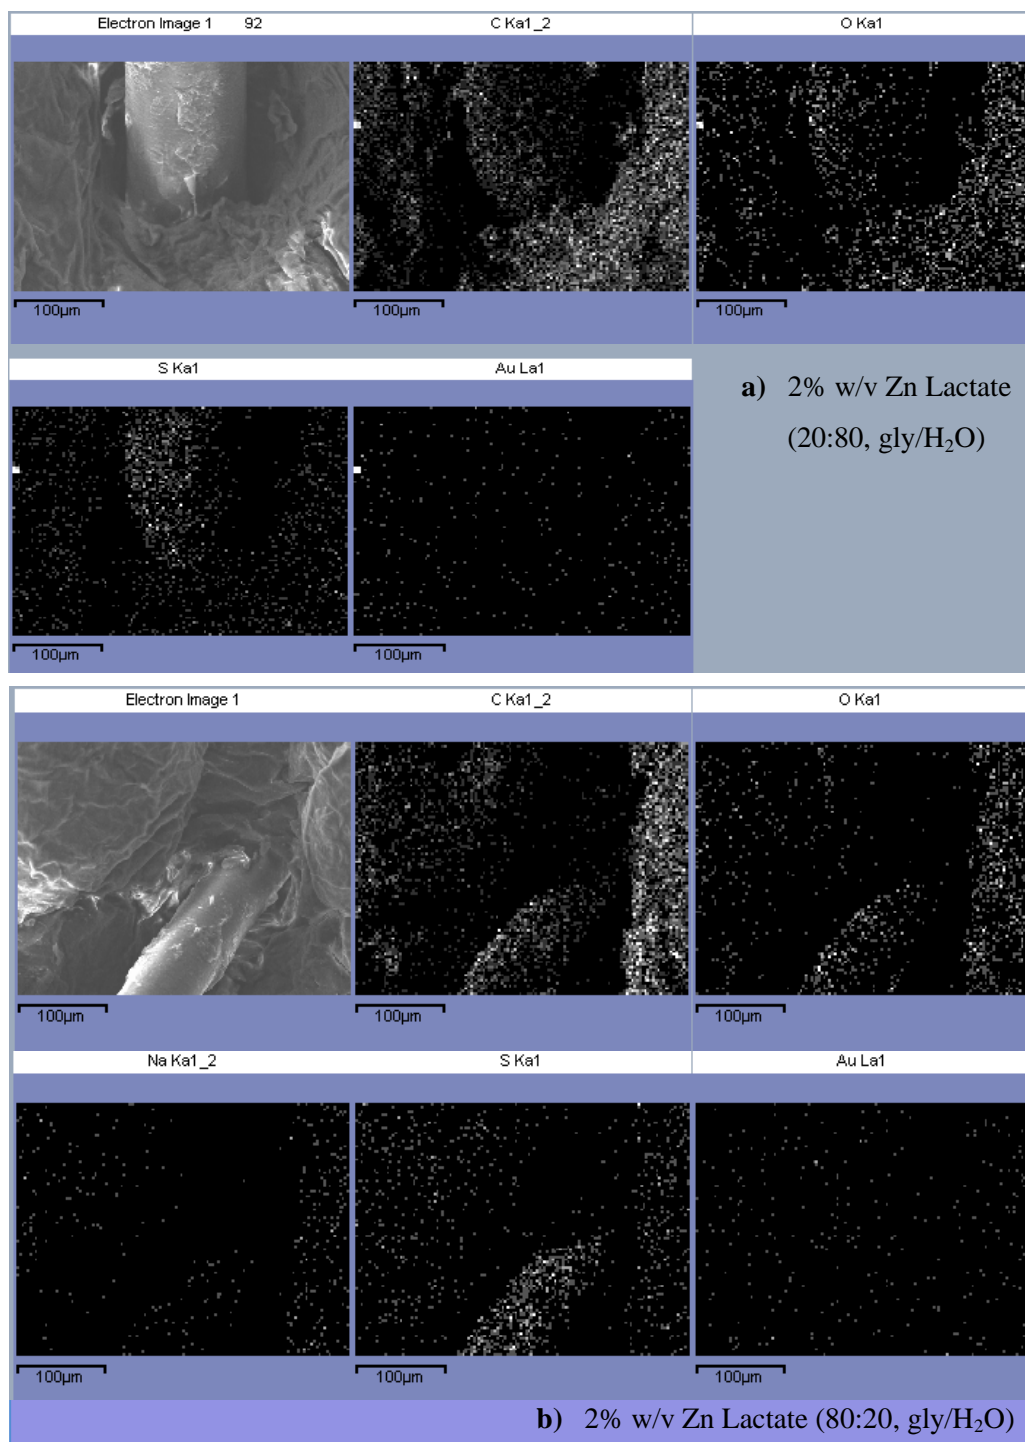 Electron Image 1 92
C Ka1_2
O Ka1
100µm
100µm
100µm
S Ka1
Au La1
a) 2% w/v Zn Lactate
(20:80, gly/H₂O)
100µm
100µm
Electron Image 1
C Ka1_2
O Ka1
100µm
100µm
100µm
Na Ka1_2
S Ka1
Au La1
100µm
100µm
100µm
b) 2% w/v Zn Lactate (80:20, gly/H₂O)